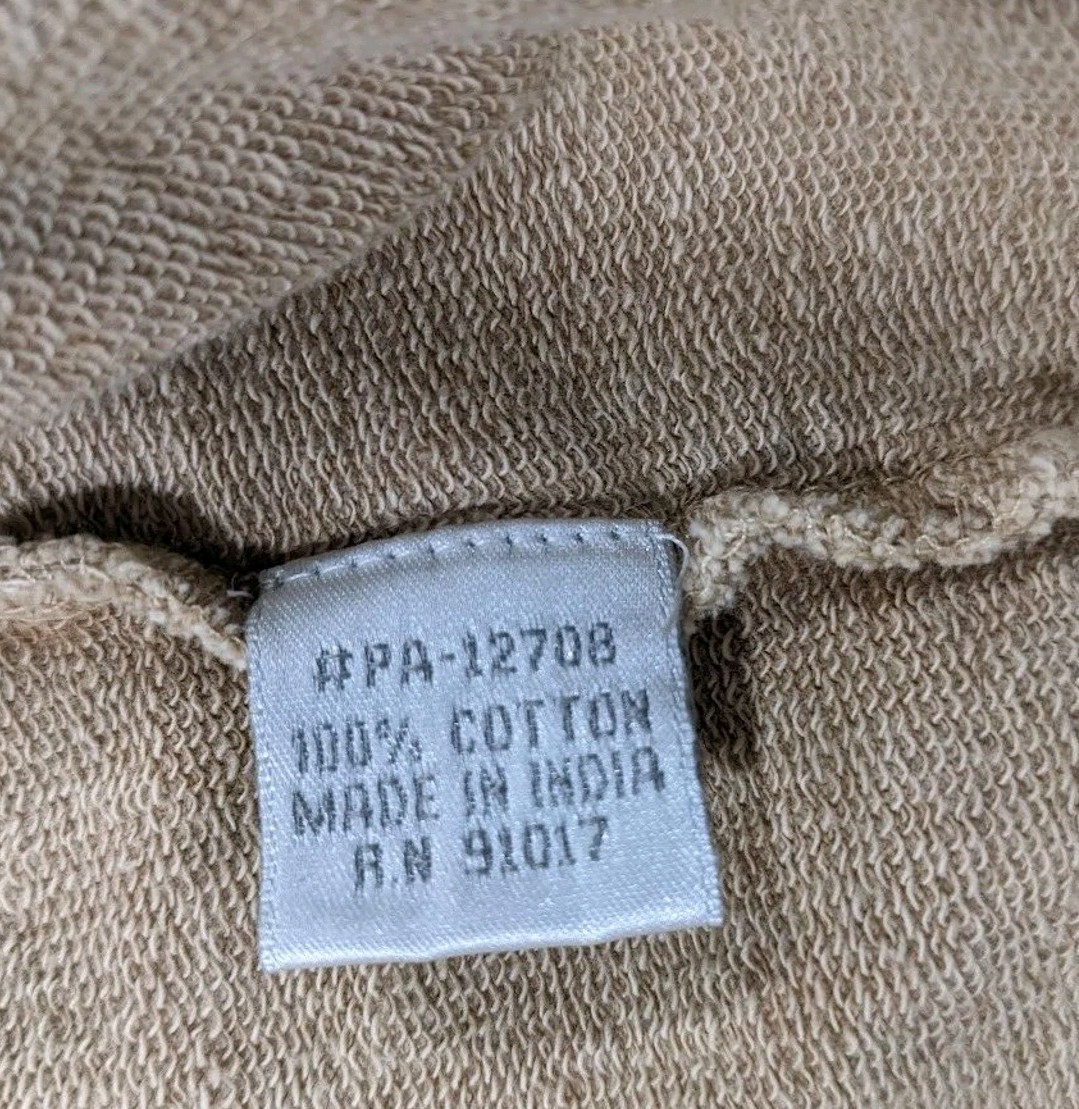 #PA-12708
100% COTTON
MADE IN INDIA
R.N 91017